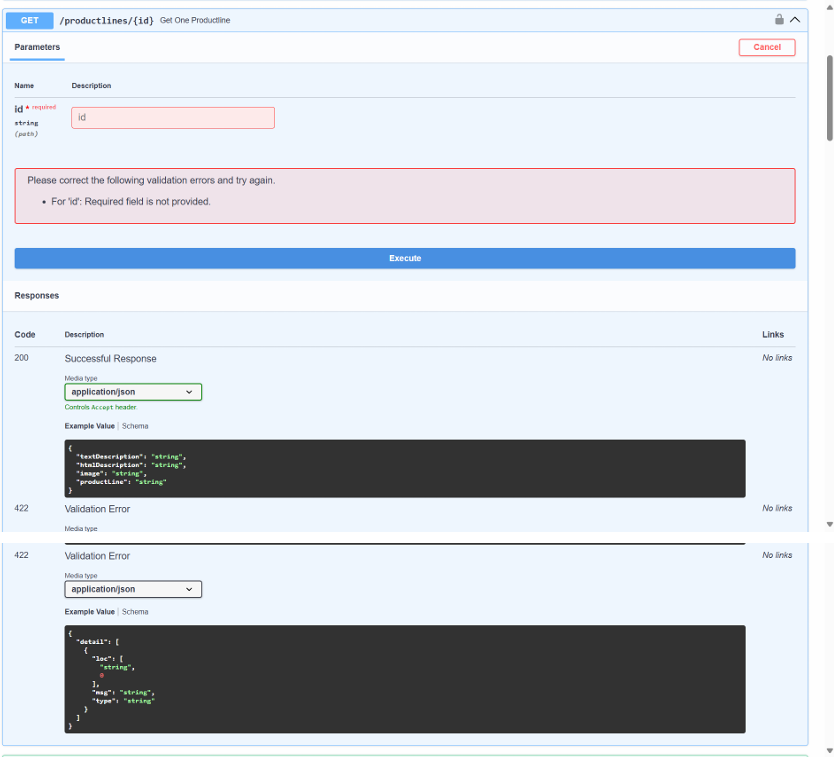 GET /productlines/{id} Get One Productline
Parameters
Cancel
Name Description
id * required
string
(path)
id
Please correct the following validation errors and try again.
• For 'id': Required field is not provided.
Execute
Responses
Code Description Links
200 Successful Response No links
Media type
application/json
Controls Accept header.
Example Value | Schema
{
"textDescription": "string",
"htmlDescription": "string",
"image": "string",
"productLine": "string"
}
422 Validation Error No links
Media type
422 Validation Error No links
Media type
application/json
Example Value | Schema
{
"detail": [
{
"loc": [
"string",
0
],
"msg": "string",
"type": "string"
}
]
}